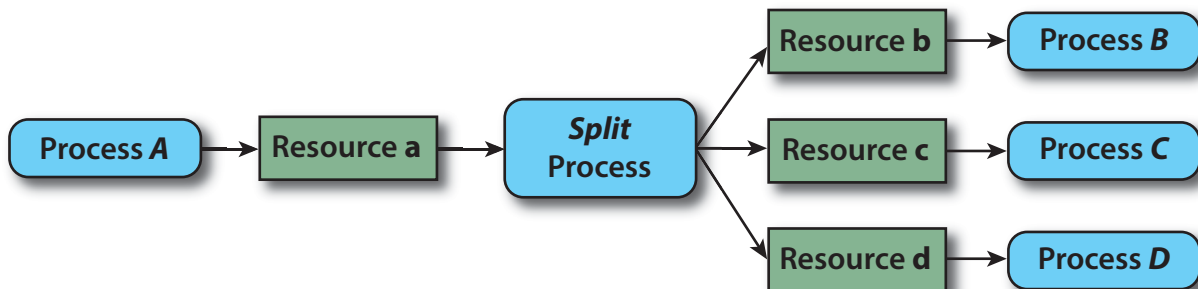 Process A
Resource a
Split
Process
Resource b
Process B
Resource c
Process C
Resource d
Process D